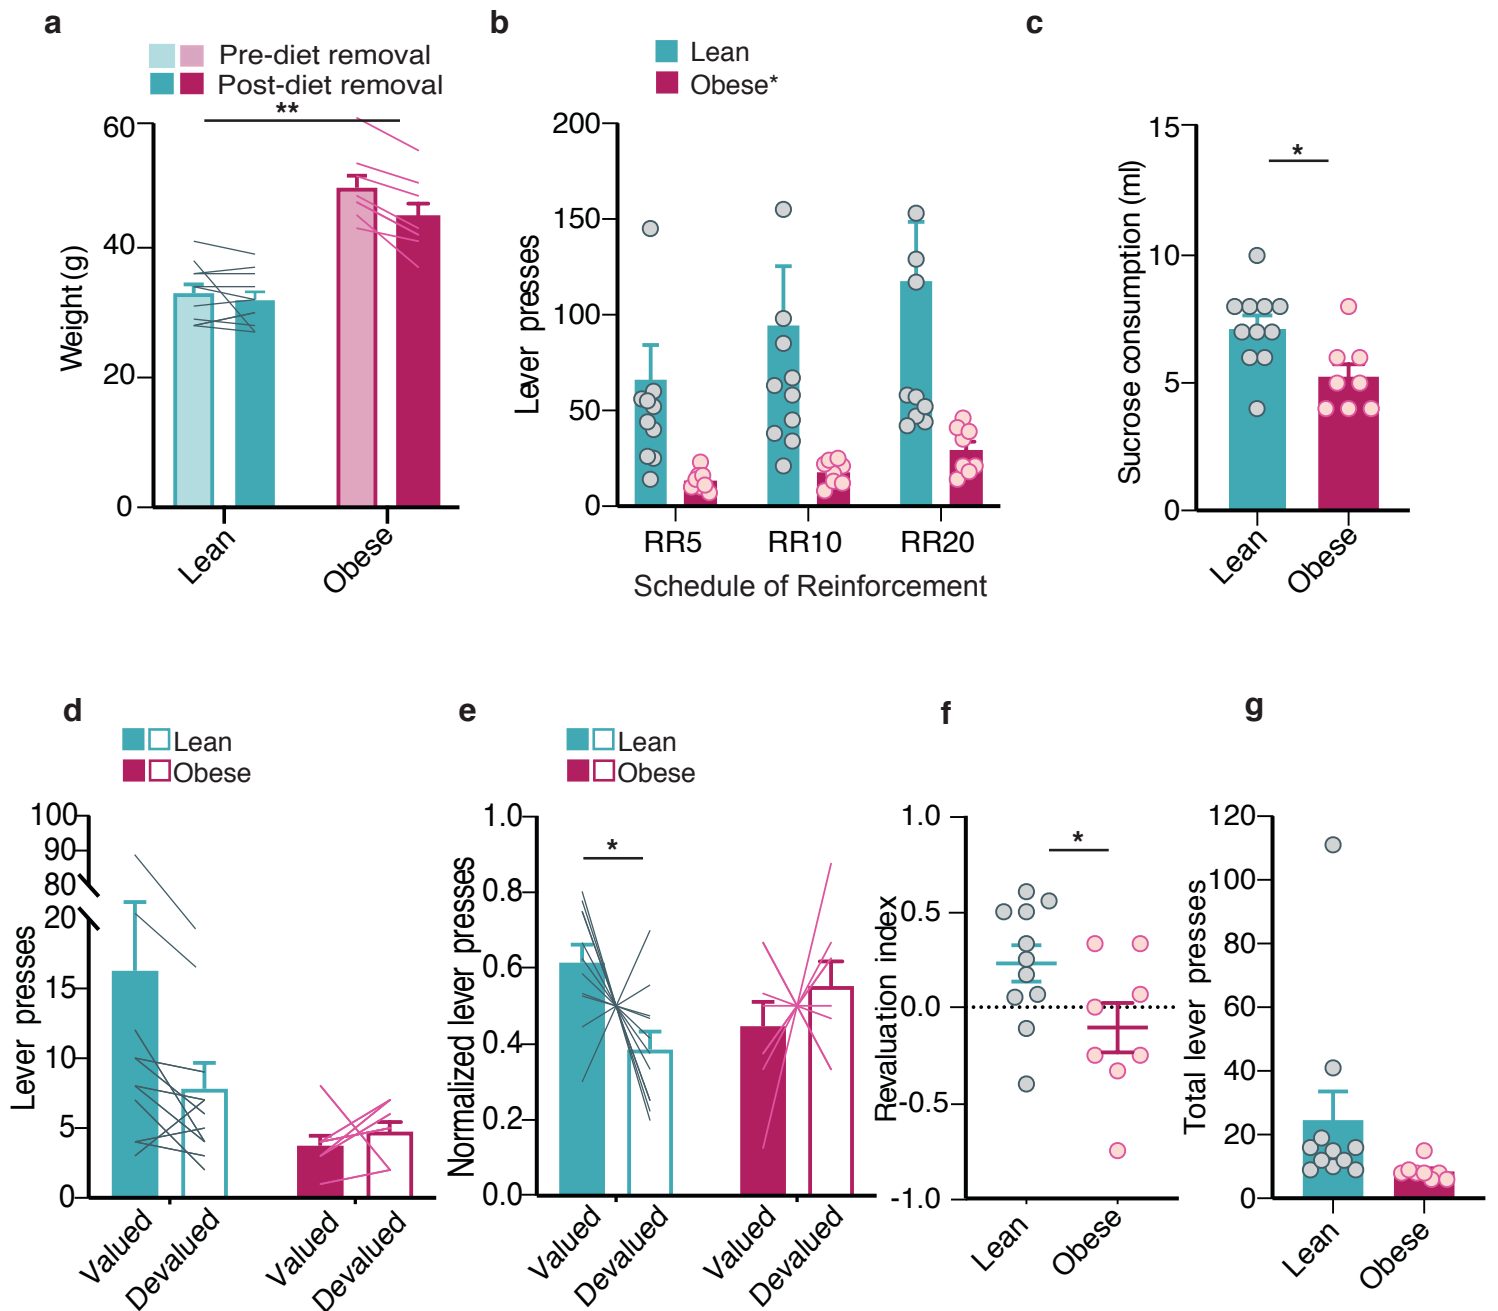 a
Pre-diet removal
Post-diet removal
**
60
40
20
0
Weight (g)
Lean
Obese
b
Lean
Obese*
200
150
100
50
0
Lever presses
RR5
RR10
RR20
Schedule of Reinforcement
c
15
10
5
0
*
Sucrose consumption (ml)
Lean
Obese
d
Lean
Obese
100
90
80
20
15
10
5
0
Lever presses
Valued
Devalued
Valued
Devalued
e
Lean
Obese
1.0
0.8
0.6
0.4
0.2
0.0
*
Normalized lever presses
Valued
Devalued
Valued
Devalued
f
1.0
0.5
0.0
-0.5
-1.0
*
Revaluation index
Lean
Obese
g
120
100
80
60
40
20
0
Total lever presses
Lean
Obese